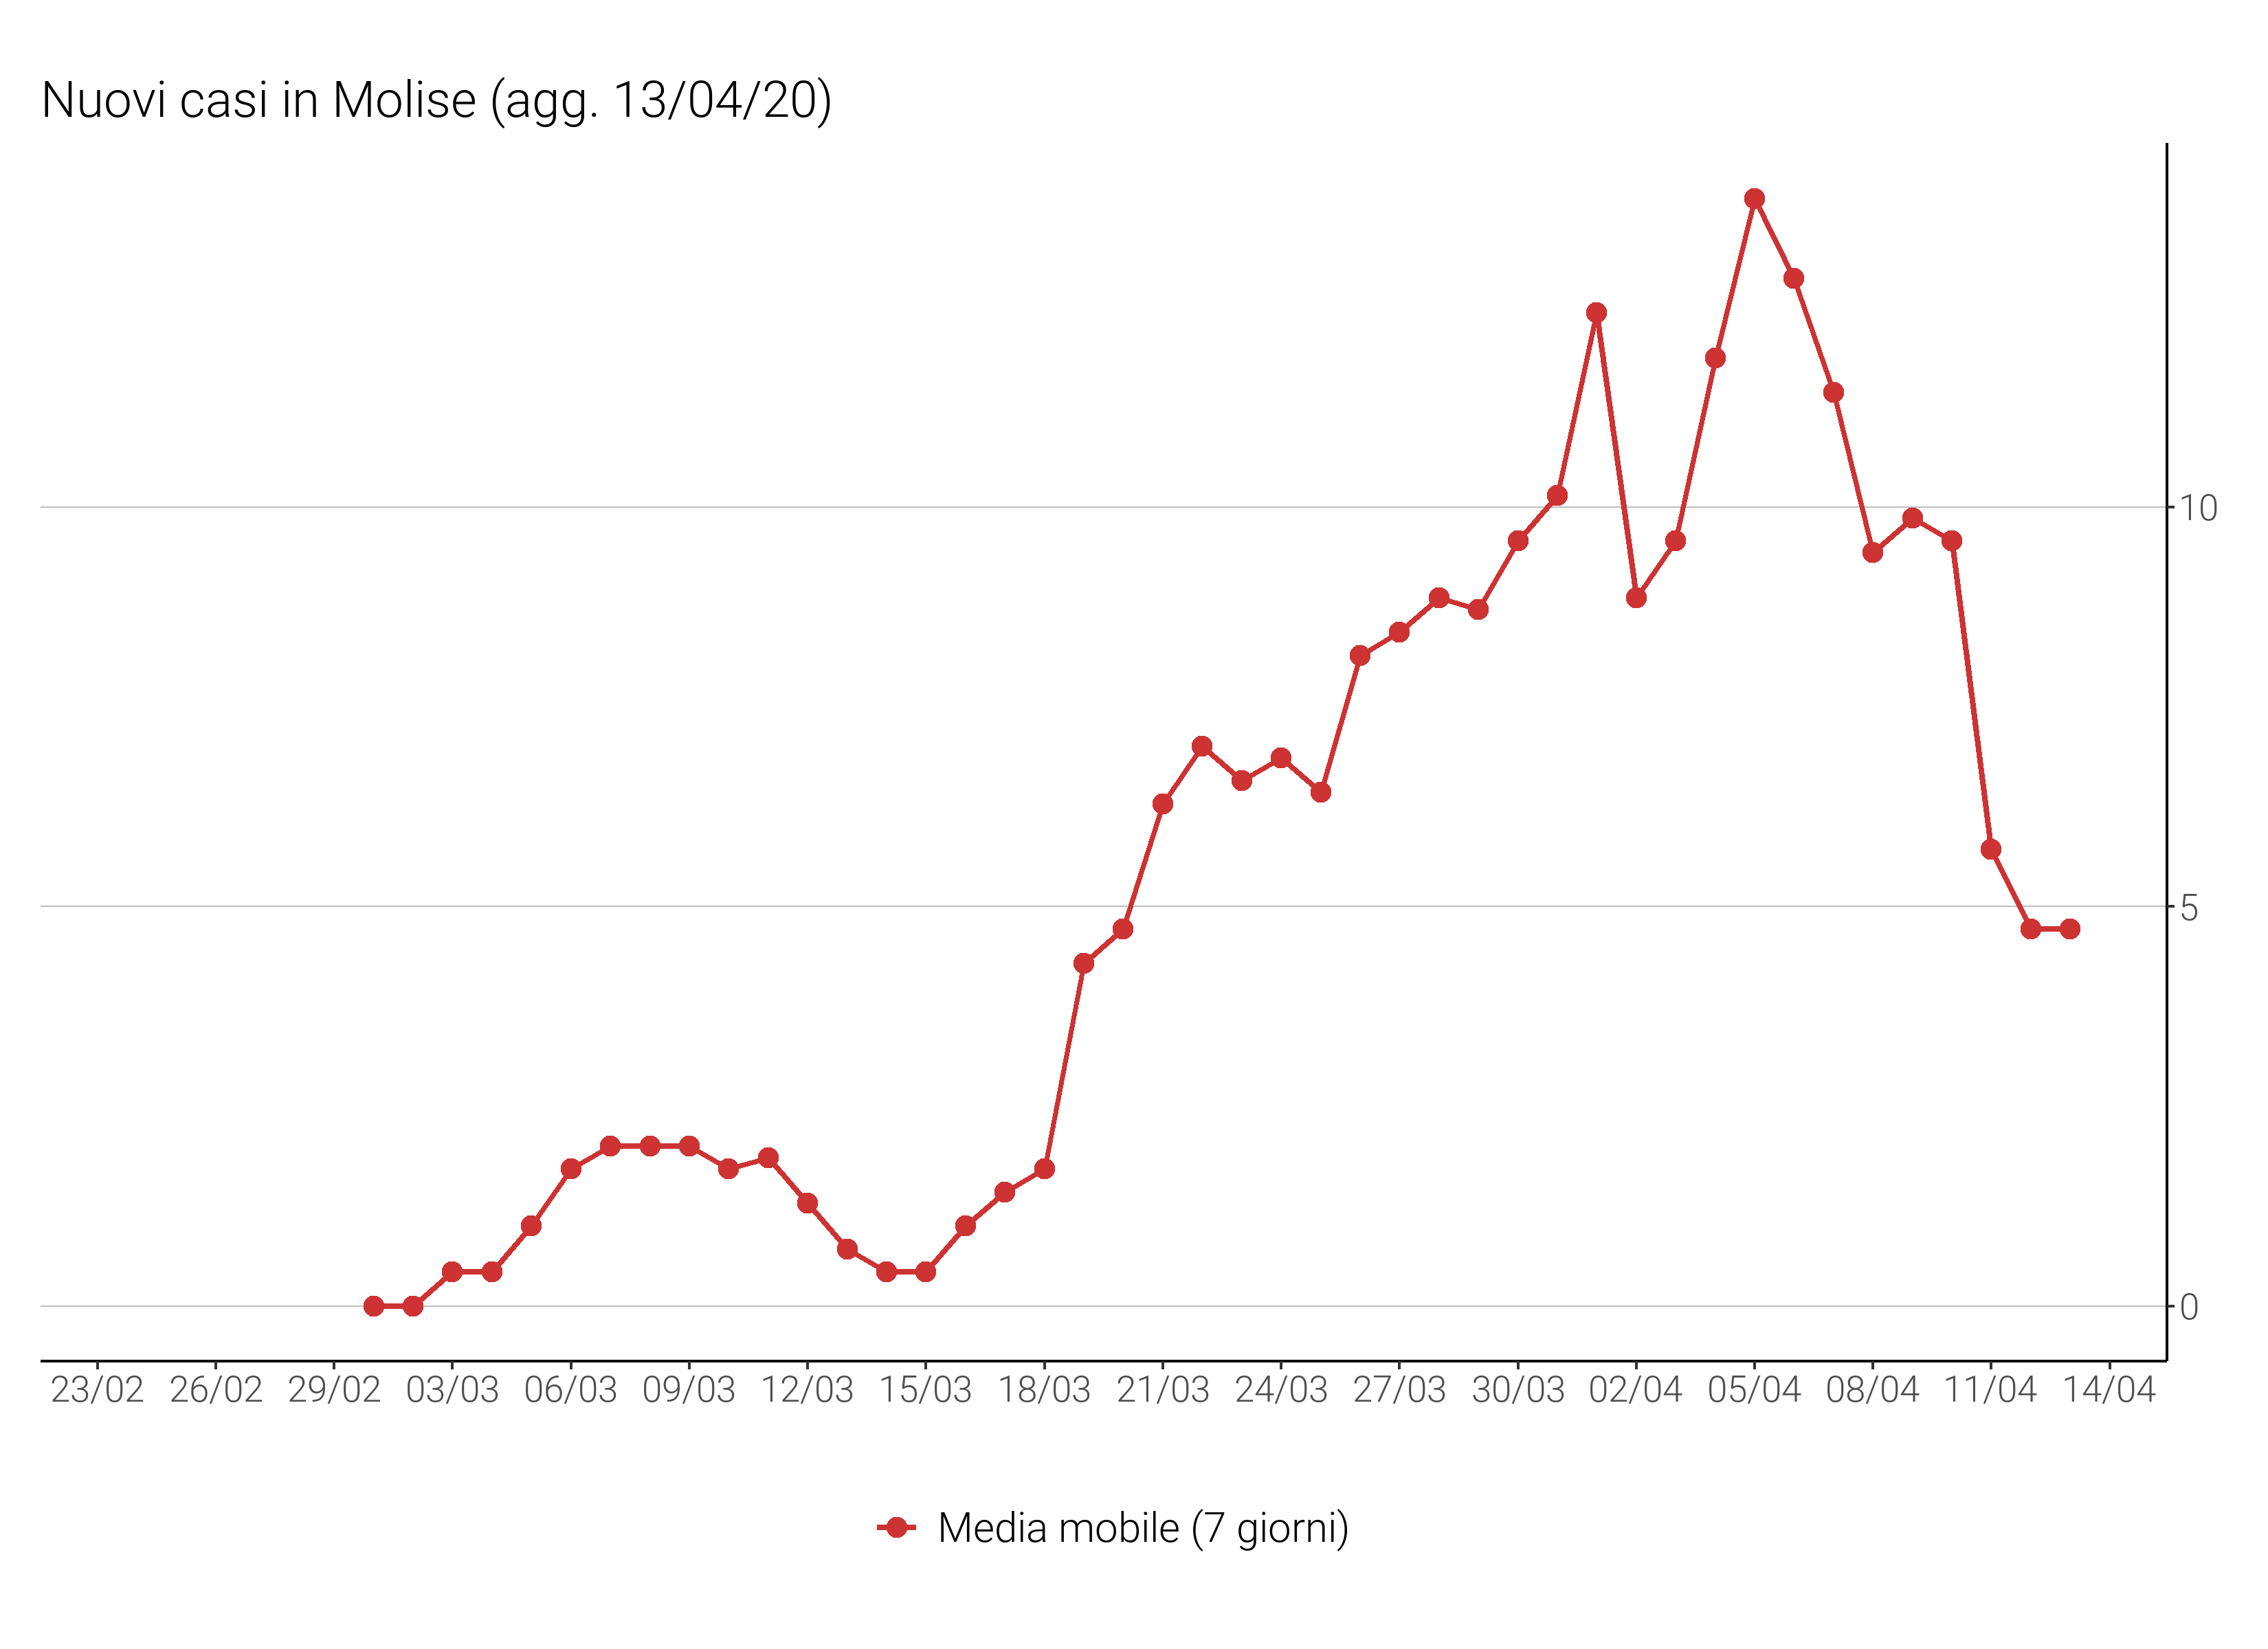 Nuovi casi in Molise (agg. 13/04/20)
10
5
0
23/02 26/02 29/02 03/03 06/03 09/03 12/03 15/03 18/03 21/03 24/03 27/03 30/03 02/04 05/04 08/04 11/04 14/04
Media mobile (7 giorni)